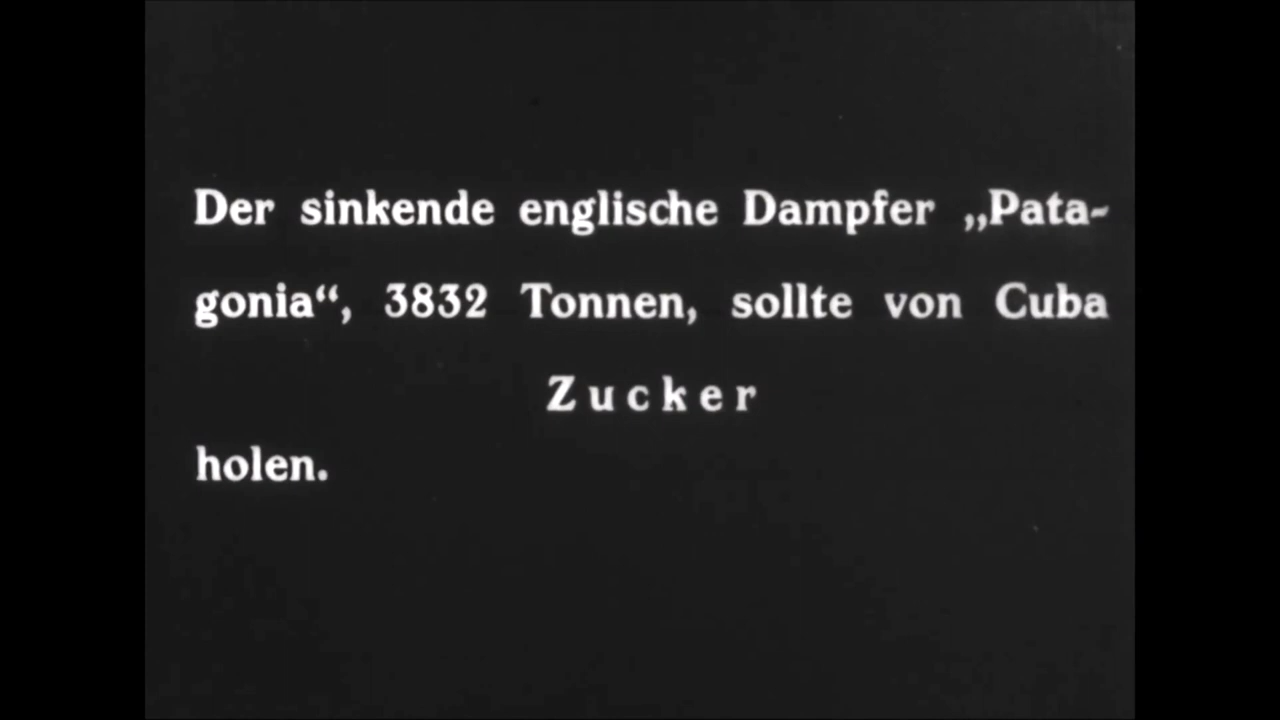 Der sinkende englische Dampfer „Pata-
gonia“, 3832 Tonnen, sollte von Cuba
Zucker
holen.